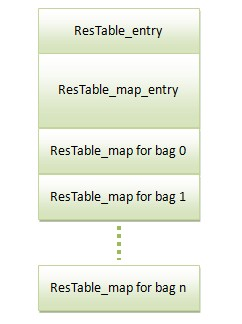 ResTable_entry
ResTable_map_entry
ResTable_map for bag 0
ResTable_map for bag 1
ResTable_map for bag n